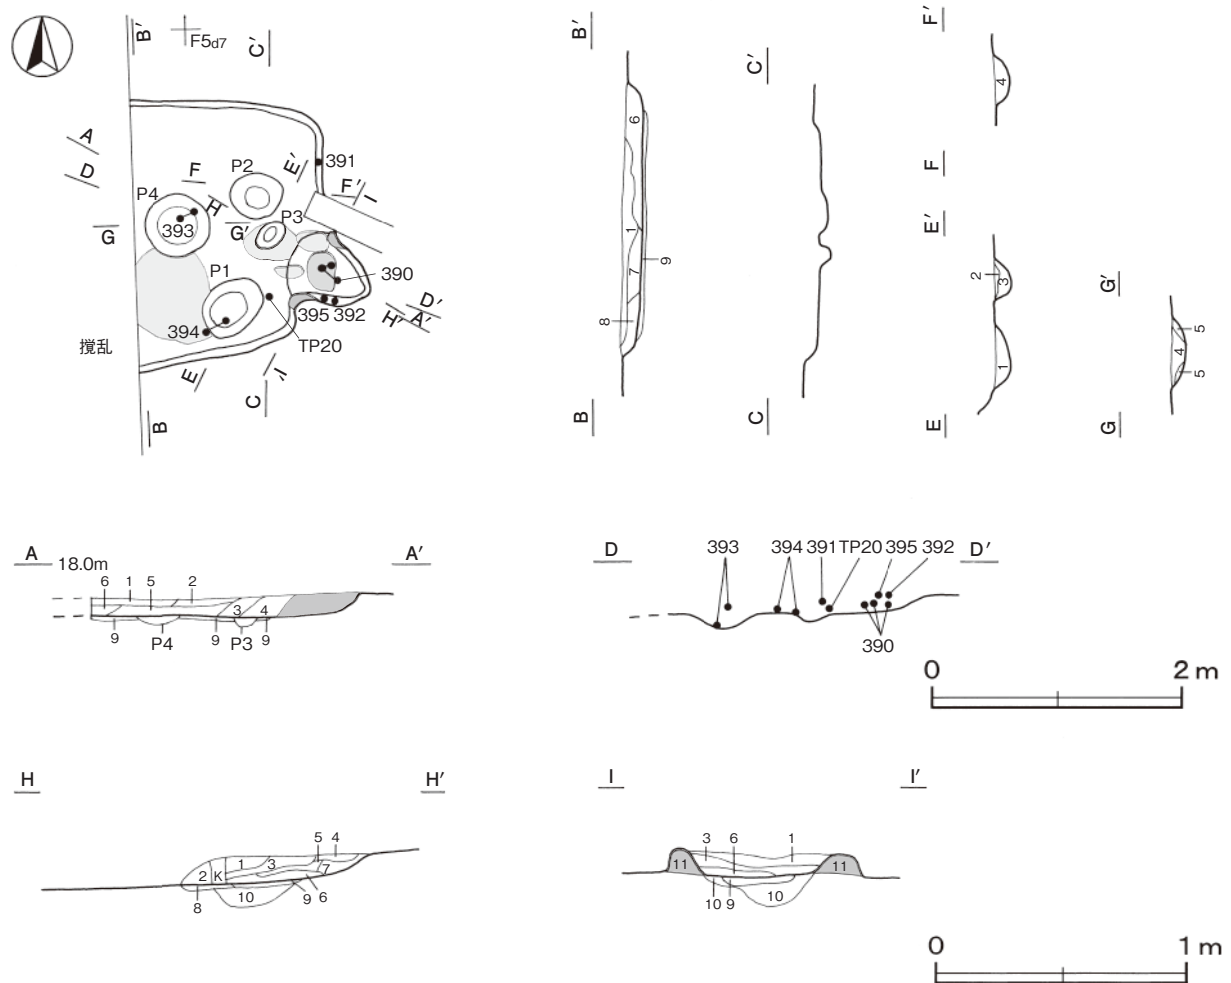 B′
F5d7
C′
A
D
P2
E′
391
P4
F
F′
I
H
P3
G
G′
393
P1
390
D′
H′
A′
395 392
394
TP20
撹乱
E
I′
C
B
B′
6
1
7
9
8
B
C′
C
F′
4
F
E′
2
3
1
E
G′
5
4
5
G
A
18.0m
A′
6 1 5 2
3 4
9 P4 9 P3 9
D
393 394 391 TP20 395 392
D′
390
0 2 m
H
H′
5 4
1 3
2 K 7
8 10 9 6
I
I′
3 6 1
11 11
10 9 10
0 1 m